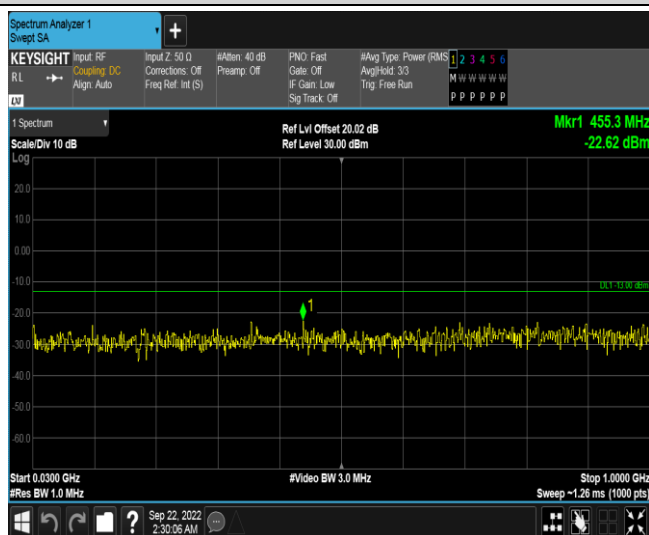 Spectrum Analyzer 1
Swept SA
+
KEYSIGHT Input: RF Input Z: 50 Ω #Atten: 40 dB PNO: Fast #Avg Type: Power (RMS 1 2 3 4 5 6
RL Coupling: DC Corrections: Off Preamp: Off Gate: Off Avg|Hold: 3/3 M W W W W W
Align: Auto Freq Ref: Int (S) IF Gain: Low Trig: Free Run
Sig Track: Off P P P P P P
LXI
1 Spectrum Ref Lvl Offset 20.02 dB Mkr1 455.3 MHz
Scale/Div 10 dB Ref Level 30.00 dBm -22.62 dBm
Log
20.0
10.0
0.00
-10.0 DL1 -13.00 dBm
1
-20.0
-30.0
-40.0
-50.0
-60.0
Start 0.0300 GHz #Video BW 3.0 MHz Stop 1.0000 GHz
#Res BW 1.0 MHz Sweep ~1.26 ms (1000 pts)
? Sep 22, 2022
2:30:06 AM